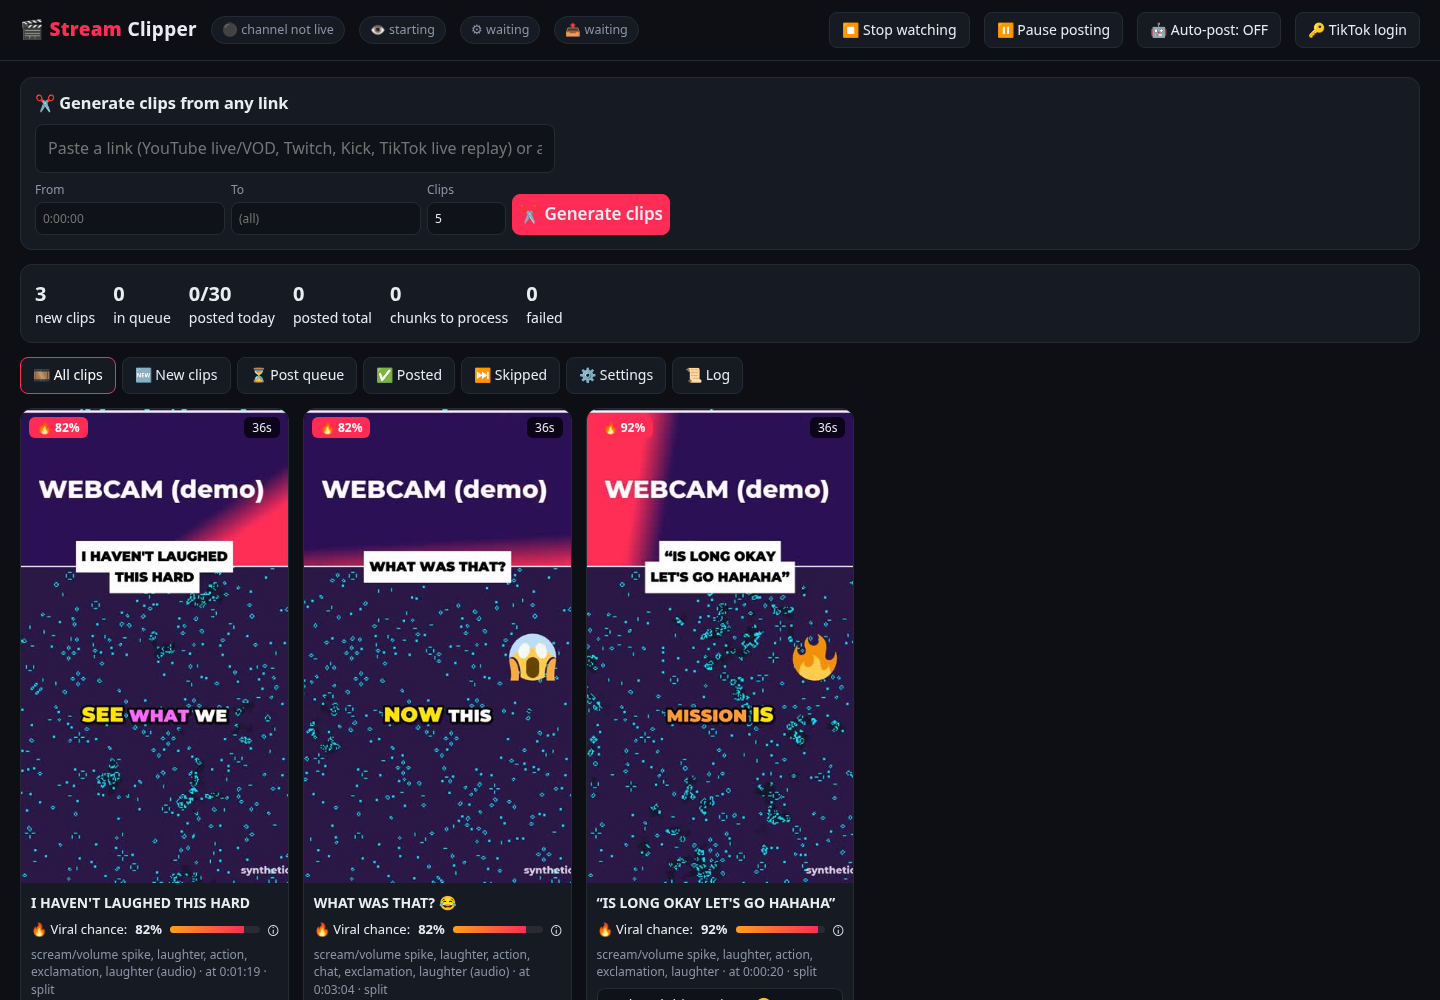 🎬 Stream Clipper
channel not live
starting
waiting
waiting
Stop watching
Pause posting
Auto-post: OFF
TikTok login
Generate clips from any link
Paste a link (YouTube live/VOD, Twitch, Kick, TikTok live replay) or a
From
To
Clips
0:00:00
(all)
5
Generate clips
3
0
0/30
0
0
0
new clips
in queue
posted today
posted total
chunks to process
failed
All clips
New clips
Post queue
Posted
Skipped
Settings
Log
🔥 82%
36s
WEBCAM (demo)
I HAVEN'T LAUGHED
THIS HARD
SEE WHAT WE
synthetic
I HAVEN'T LAUGHED THIS HARD
🔥 Viral chance: 82%
scream/volume spike, laughter, action,
exclamation, laughter (audio) · at 0:01:19 ·
split
🔥 82%
36s
WEBCAM (demo)
WHAT WAS THAT?
NOW THIS
synthetic
WHAT WAS THAT? 😂
🔥 Viral chance: 82%
scream/volume spike, laughter, action,
chat, exclamation, laughter (audio) · at
0:03:04 · split
🔥 92%
36s
WEBCAM (demo)
“IS LONG OKAY
LET'S GO HAHAHA”
MISSION IS
synthetic
“IS LONG OKAY LET'S GO HAHAHA”
🔥 Viral chance: 92%
scream/volume spike, laughter, action,
exclamation, laughter · at 0:00:20 · split